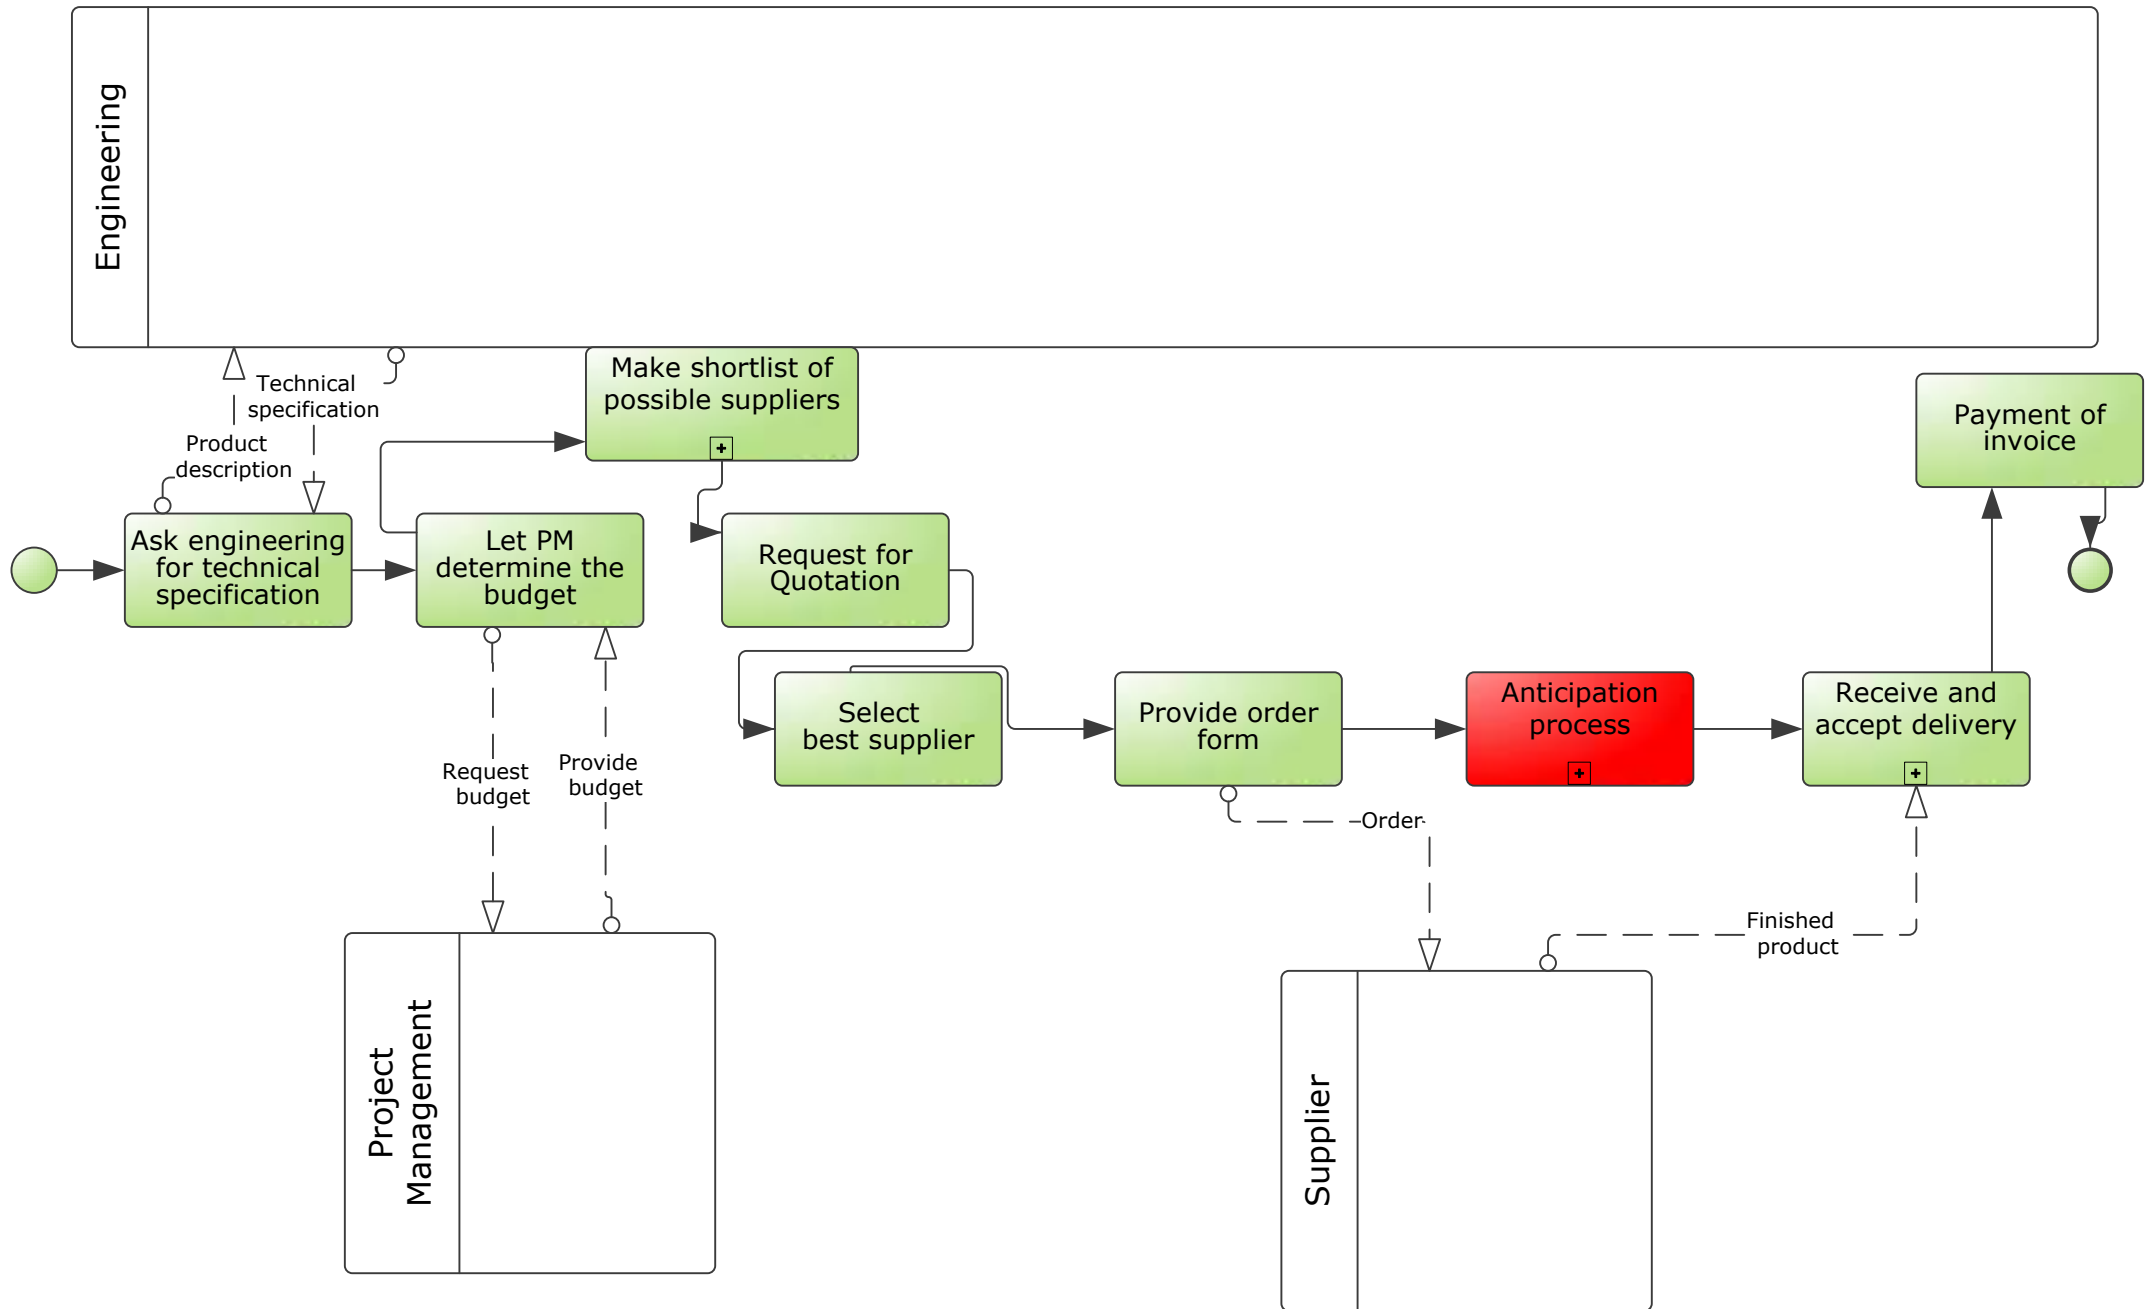 Engineering
Technical
specification
Product
description
Make shortlist of
possible suppliers
Payment of
invoice
Ask engineering
for technical
specification
Let PM
determine the
budget
Request for
Quotation
Select
best supplier
Provide order
form
Anticipation
process
Receive and
accept delivery
Request
budget
Provide
budget
Order
Finished
product
Project
Management
Supplier